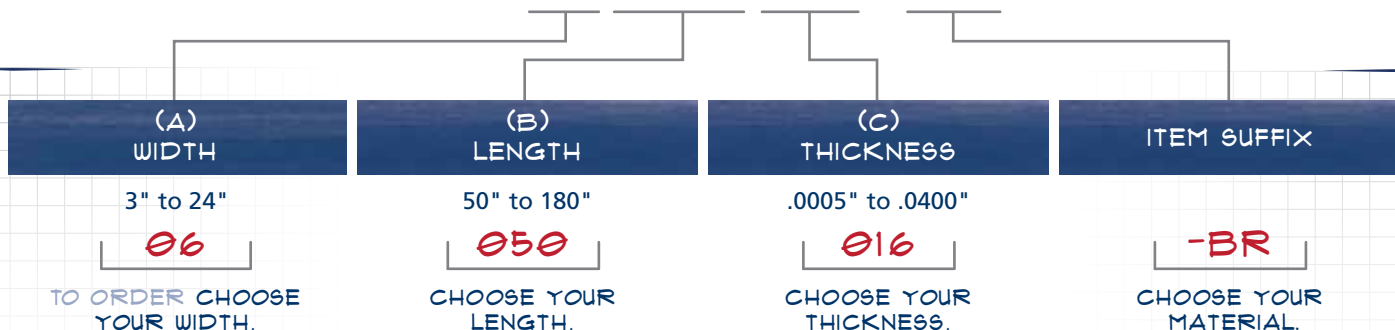 (A)
WIDTH
(B)
LENGTH
(C)
THICKNESS
ITEM SUFFIX
3" to 24"
50" to 180"
.0005" to .0400"
06
050
016
-BR
TO ORDER CHOOSE
YOUR WIDTH.
CHOOSE YOUR
LENGTH.
CHOOSE YOUR
THICKNESS.
CHOOSE YOUR
MATERIAL.